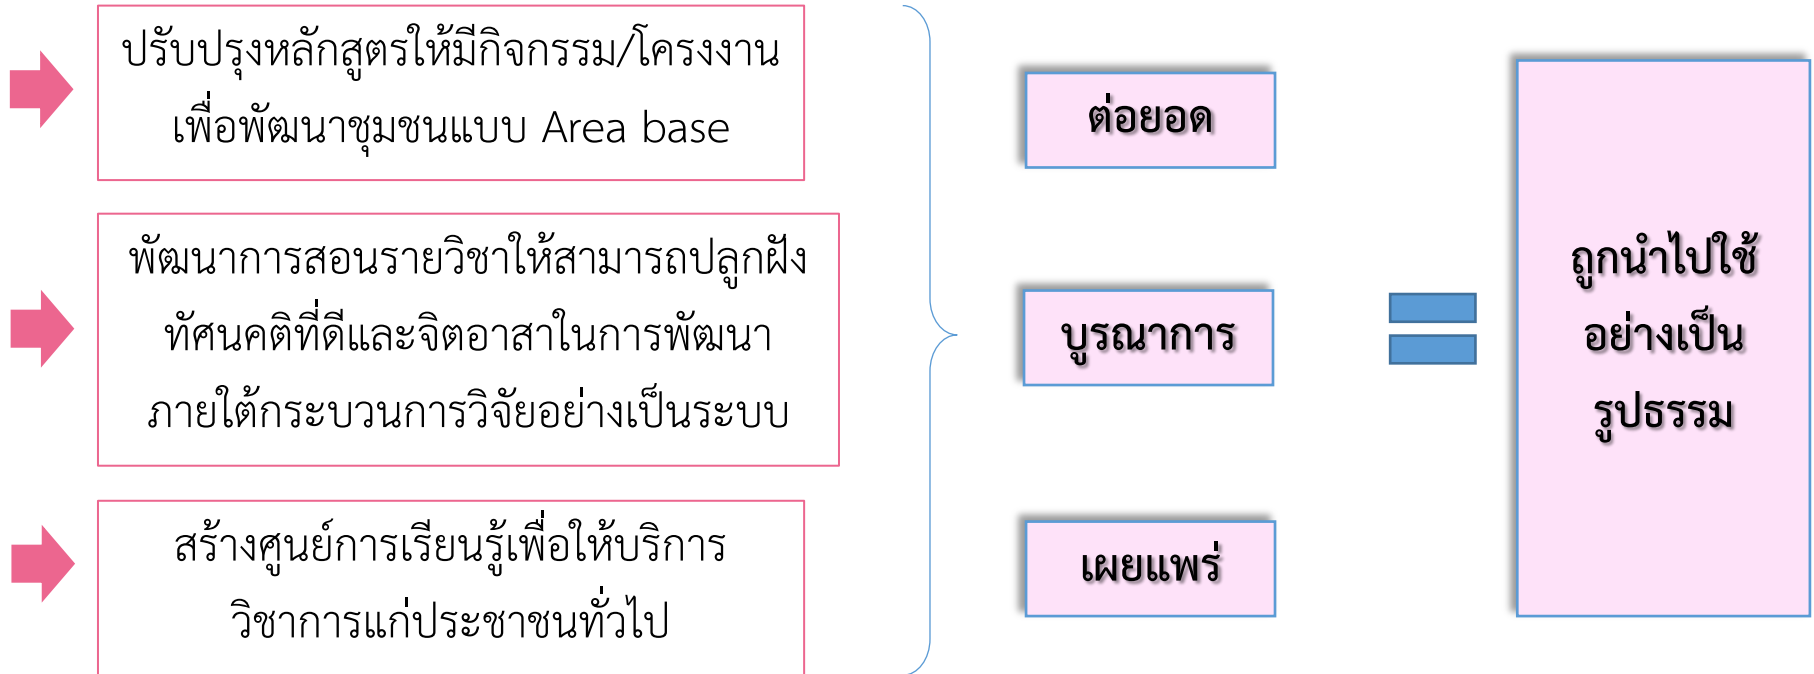 ปรับปรุงหลักสูตรให้มีกิจกรรม/โครงงาน
เพื่อพัฒนาชุมชนแบบ Area base
พัฒนาการสอนรายวิชาให้สามารถปลูกฝัง
ทัศนคติที่ดีและจิตอาสาในการพัฒนา
ภายใต้กระบวนการวิจัยอย่างเป็นระบบ
สร้างศูนย์การเรียนรู้เพื่อให้บริการ
วิชาการแก่ประชาชนทั่วไป
ต่อยอด
บูรณาการ
เผยแพร่
ถูกนำไปใช้
อย่างเป็น
รูปธรรม